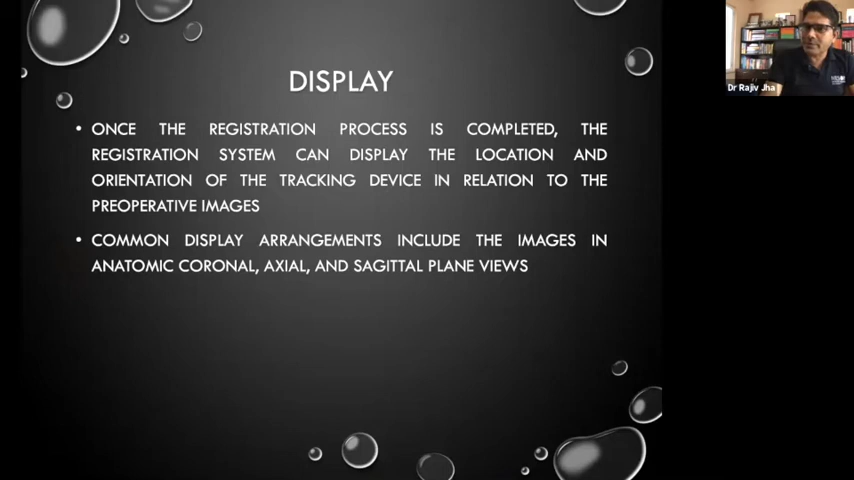 DISPLAY
• ONCE THE REGISTRATION PROCESS IS COMPLETED, THE
REGISTRATION SYSTEM CAN DISPLAY THE LOCATION AND
ORIENTATION OF THE TRACKING DEVICE IN RELATION TO THE
PREOPERATIVE IMAGES
• COMMON DISPLAY ARRANGEMENTS INCLUDE THE IMAGES IN
ANATOMIC CORONAL, AXIAL, AND SAGITTAL PLANE VIEWS
Dr Rajiv Jha